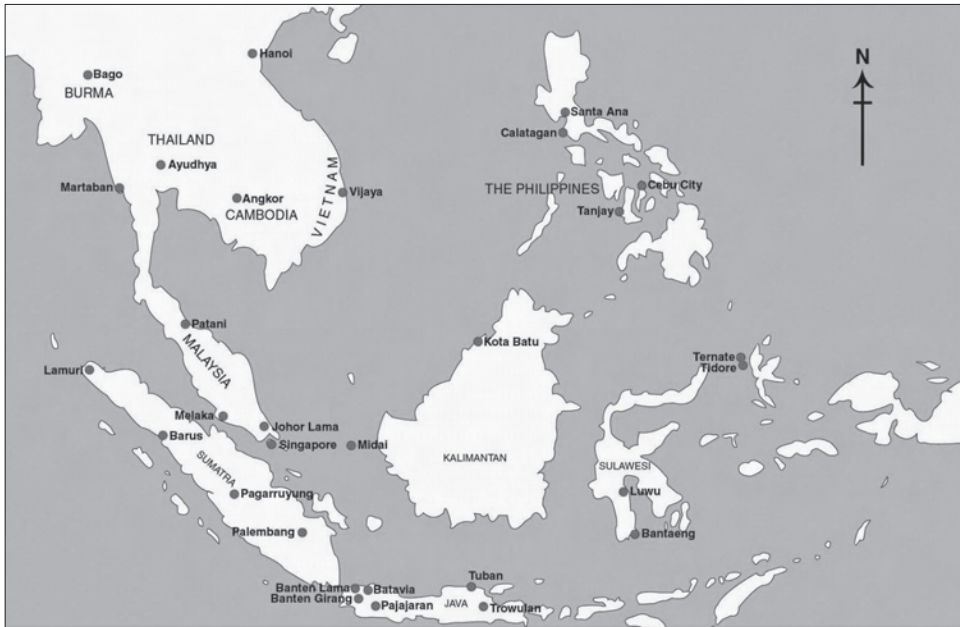 Hanoi
N
Bago
BURMA
Santa Ana
Calatagan
THAILAND
Ayudhya
Martaban
Angkor
CAMBODIA
VIETNAM
Vijaya
THE PHILIPPINES
Cebu City
Tanjay
Patani
MALAYSIA
Kota Batu
Ternate
Tidore
Lamuri
Melaka
Johor Lama
Barus
Singapore
Midai
SUMATRA
KALIMANTAN
SULAWESI
Luwu
Pagarruyung
Palembang
Bantaeng
Tuban
Banten Lama
Batavia
Banten Girang
Pajajaran
JAVA
Trowulan